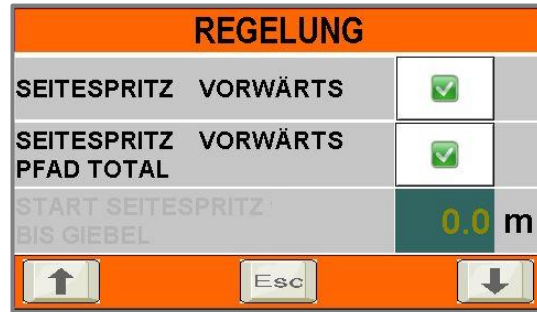 REGELUNG
SEITESPRITZ VORWÄRTS
SEITESPRITZ VORWÄRTS
PFAD TOTAL
START SEITESPRITZ
BIS GIEBEL
0.0 m
Esc